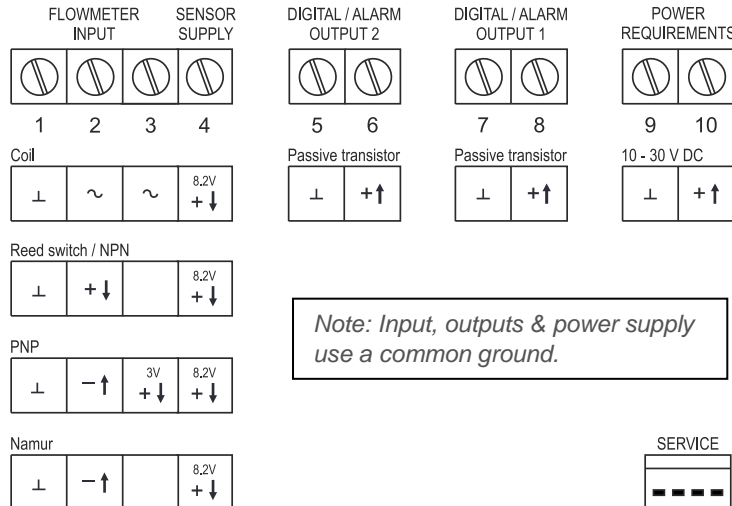 FLOWMETER INPUT
SENSOR SUPPLY
DIGITAL / ALARM OUTPUT 2
DIGITAL / ALARM OUTPUT 1
POWER REQUIREMENTS
1 2 3 4 5 6 7 8 9 10
Coil
Passive transistor
Passive transistor
10 - 30 V DC
⊥ ~ ~ 8.2V +↓
⊥ +↑
⊥ +↑
⊥ +↑
Reed switch / NPN
⊥ +↓ 8.2V +↓
Note: Input, outputs & power supply
use a common ground.
PNP
⊥ –↑ 3V +↓ 8.2V +↓
Namur
⊥ –↑ 8.2V +↓
SERVICE